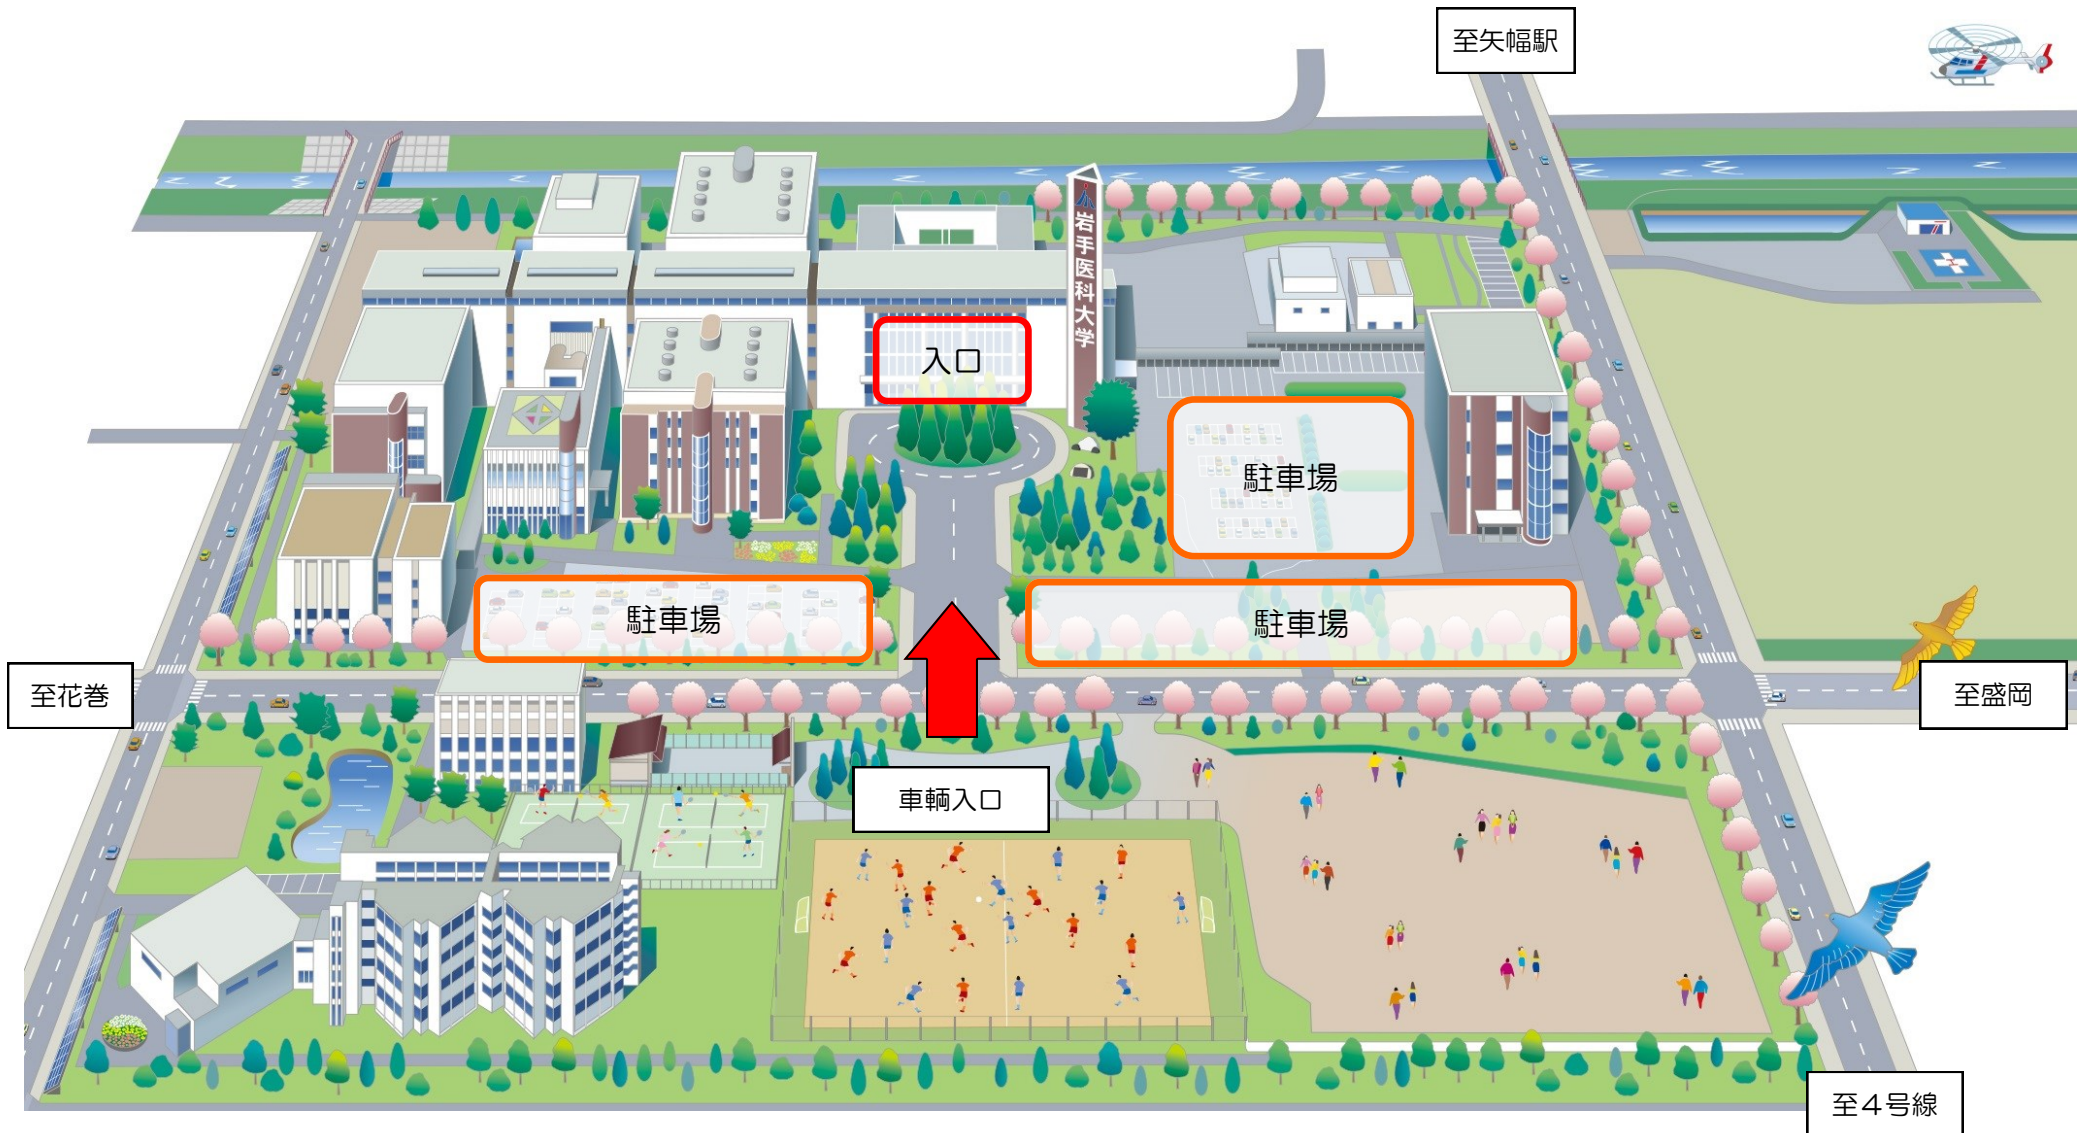 至矢幅駅
岩手医科大学
入口
駐車場
駐車場
駐車場
至花巻
至盛岡
車輌入口
至4号線